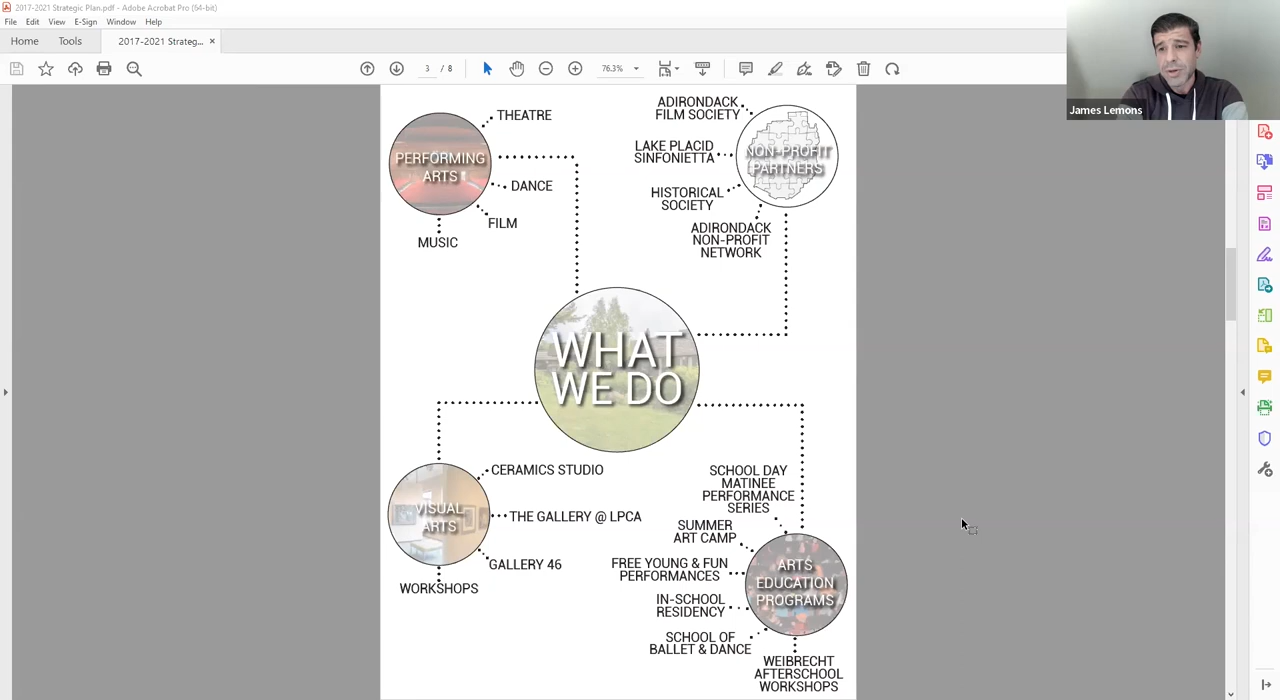 2017-2021 Strategic Plan.pdf - Adobe Acrobat Pro (64-bit)
File Edit View E-Sign Window Help
Home Tools 2017-2021 Strateg... ×
3 / 8 76.3%
James Lemons
PERFORMING
ARTS
THEATRE
DANCE
FILM
MUSIC
ADIRONDACK
FILM SOCIETY
LAKE PLACID
SINFONIETTA
HISTORICAL
SOCIETY
ADIRONDACK
NON-PROFIT
NETWORK
NON-PROFIT
PARTNERS
WHAT
WE DO
VISUAL
ARTS
CERAMICS STUDIO
THE GALLERY @ LPCA
GALLERY 46
WORKSHOPS
SCHOOL DAY
MATINEE
PERFORMANCE
SERIES
SUMMER
ART CAMP
FREE YOUNG & FUN
PERFORMANCES
IN-SCHOOL
RESIDENCY
SCHOOL OF
BALLET & DANCE
ARTS
EDUCATION
PROGRAMS
WEIBRECHT
AFTERSCHOOL
WORKSHOPS